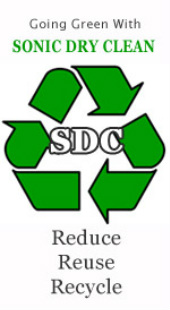 Going Green With
SONIC DRY CLEAN
SDC
Reduce
Reuse
Recycle